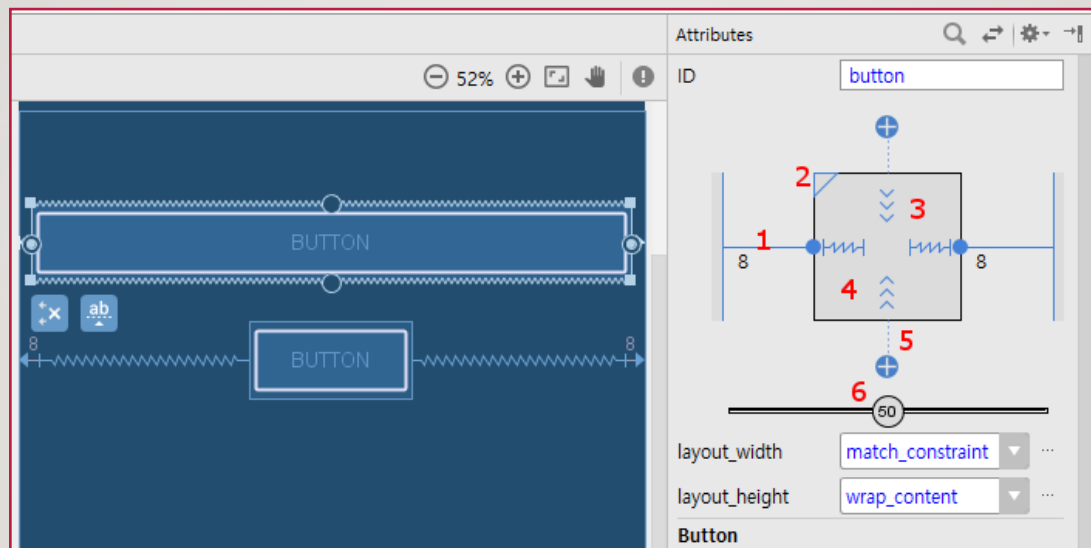 Attributes
52%
ID
button
BUTTON
ab
8
8
BUTTON
2
3
1
8
8
4
5
6
50
layout_width
match_constraint
layout_height
wrap_content
Button